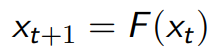 x_{t+1} = F(x_t)